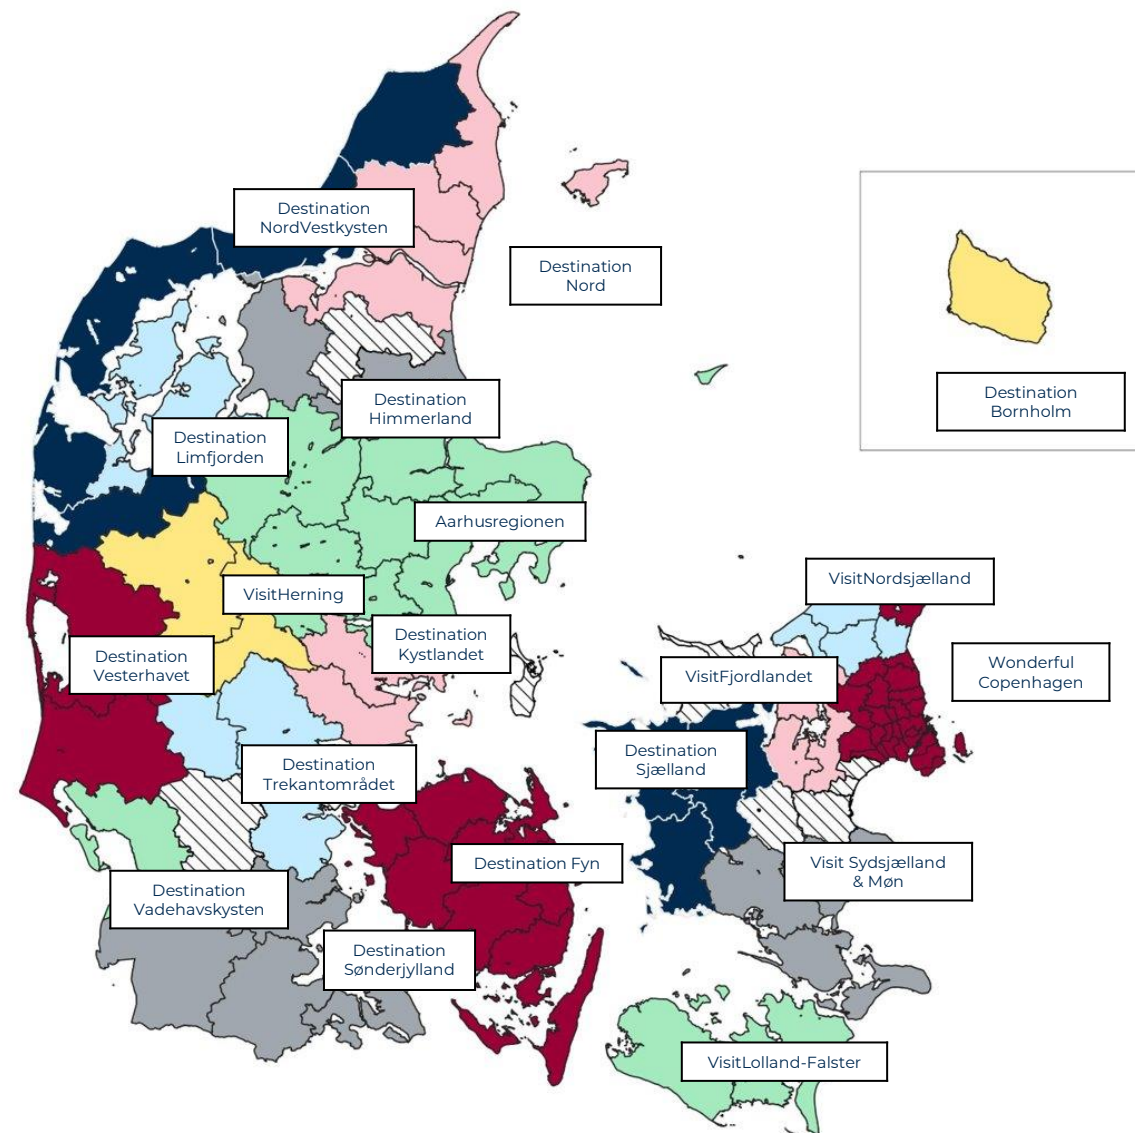 Destination
NordVestkysten
Destination
Nord
Destination
Himmerland
Destination
Bornholm
Destination
Limfjorden
Aarhusregionen
VisitHerning
VisitNordsjælland
Destination
Kystlandet
Destination
Vesterhavet
VisitFjordlandet
Wonderful
Copenhagen
Destination
Trekantområdet
Destination
Sjælland
Destination Fyn
Visit Sydsjælland
& Møn
Destination
Vadehavskysten
Destination
Sønderjylland
VisitLolland-Falster